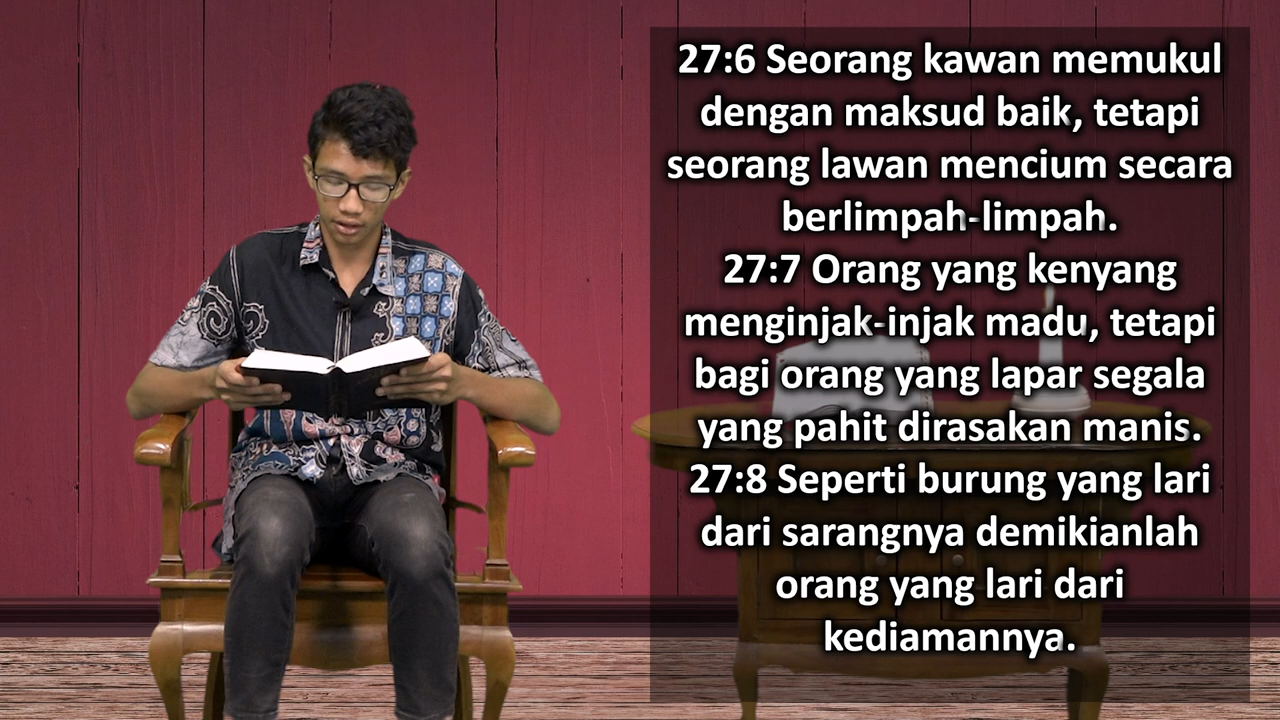 27:6 Seorang kawan memukul
dengan maksud baik, tetapi
seorang lawan mencium secara
berlimpah-limpah.
27:7 Orang yang kenyang
menginjak-injak madu, tetapi
bagi orang yang lapar segala
yang pahit dirasakan manis.
27:8 Seperti burung yang lari
dari sarangnya demikianlah
orang yang lari dari
kediamannya.